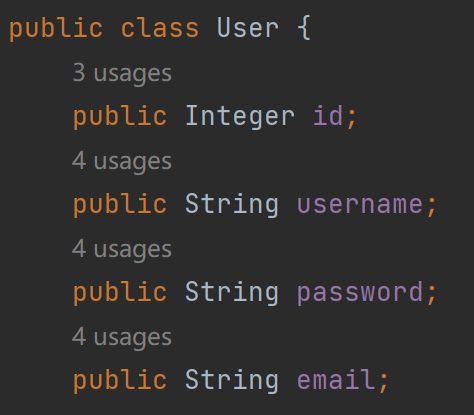 public class User {
3 usages
public Integer id;
4 usages
public String username;
4 usages
public String password;
4 usages
public String email;